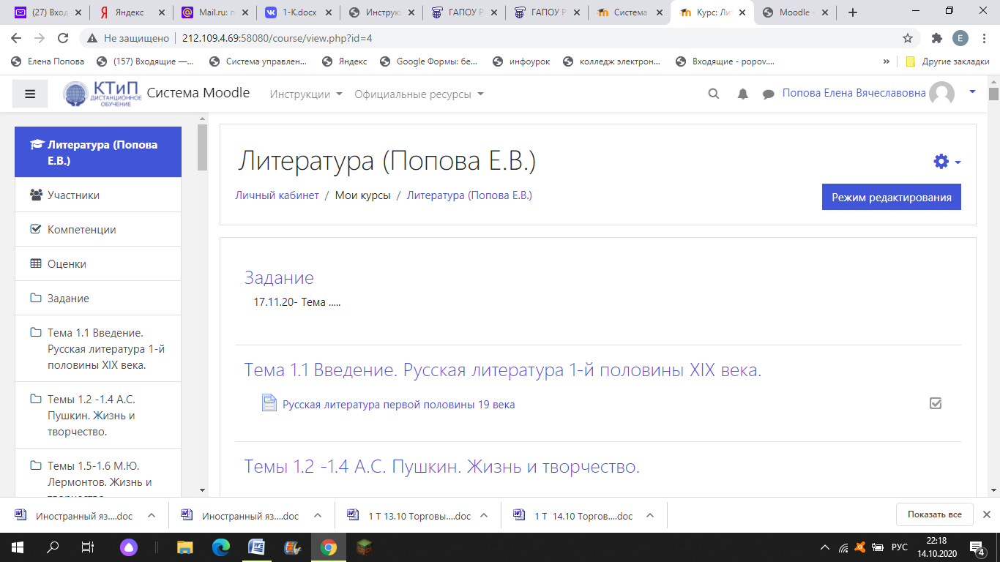 (27) Вход
Яндекс
Mail.ru: п
1-К.docx
Инструкц
ГАПОУ Р
ГАПОУ Р
Система
Курс: Лит
Moodle -
Не защищено
212.109.4.69:58080/course/view.php?id=4
E
Елена Попова
(157) Входящие —...
Система управлен...
Яндекс
Google Формы: бе...
инфоурок
колледж электрон...
Входящие - popov....
»
Другие закладки
КТиП
ДИСТАНЦИОННОЕ
ОБУЧЕНИЕ
Система Moodle
Инструкции
Официальные ресурсы
Попова Елена Вячеславовна
Литература (Попова
Е.В.)
Участники
Компетенции
Оценки
Задание
Тема 1.1 Введение.
Русская литература 1-й
половины XIX века.
Темы 1.2 -1.4 А.С.
Пушкин. Жизнь и
творчество.
Темы 1.5-1.6 М.Ю.
Лермонтов. Жизнь и
Литература (Попова Е.В.)
Личный кабинет / Мои курсы / Литература (Попова Е.В.)
Режим редактирования
Задание
17.11.20- Тема .....
Тема 1.1 Введение. Русская литература 1-й половины XIX века.
Русская литература первой половины 19 века
Темы 1.2 -1.4 А.С. Пушкин. Жизнь и творчество.
Иностранный яз....doc
Иностранный яз....doc
1 Т 13.10 Торговы....doc
1 Т 14.10 Торгов....doc
Показать все
РУС
22:18
14.10.2020
4